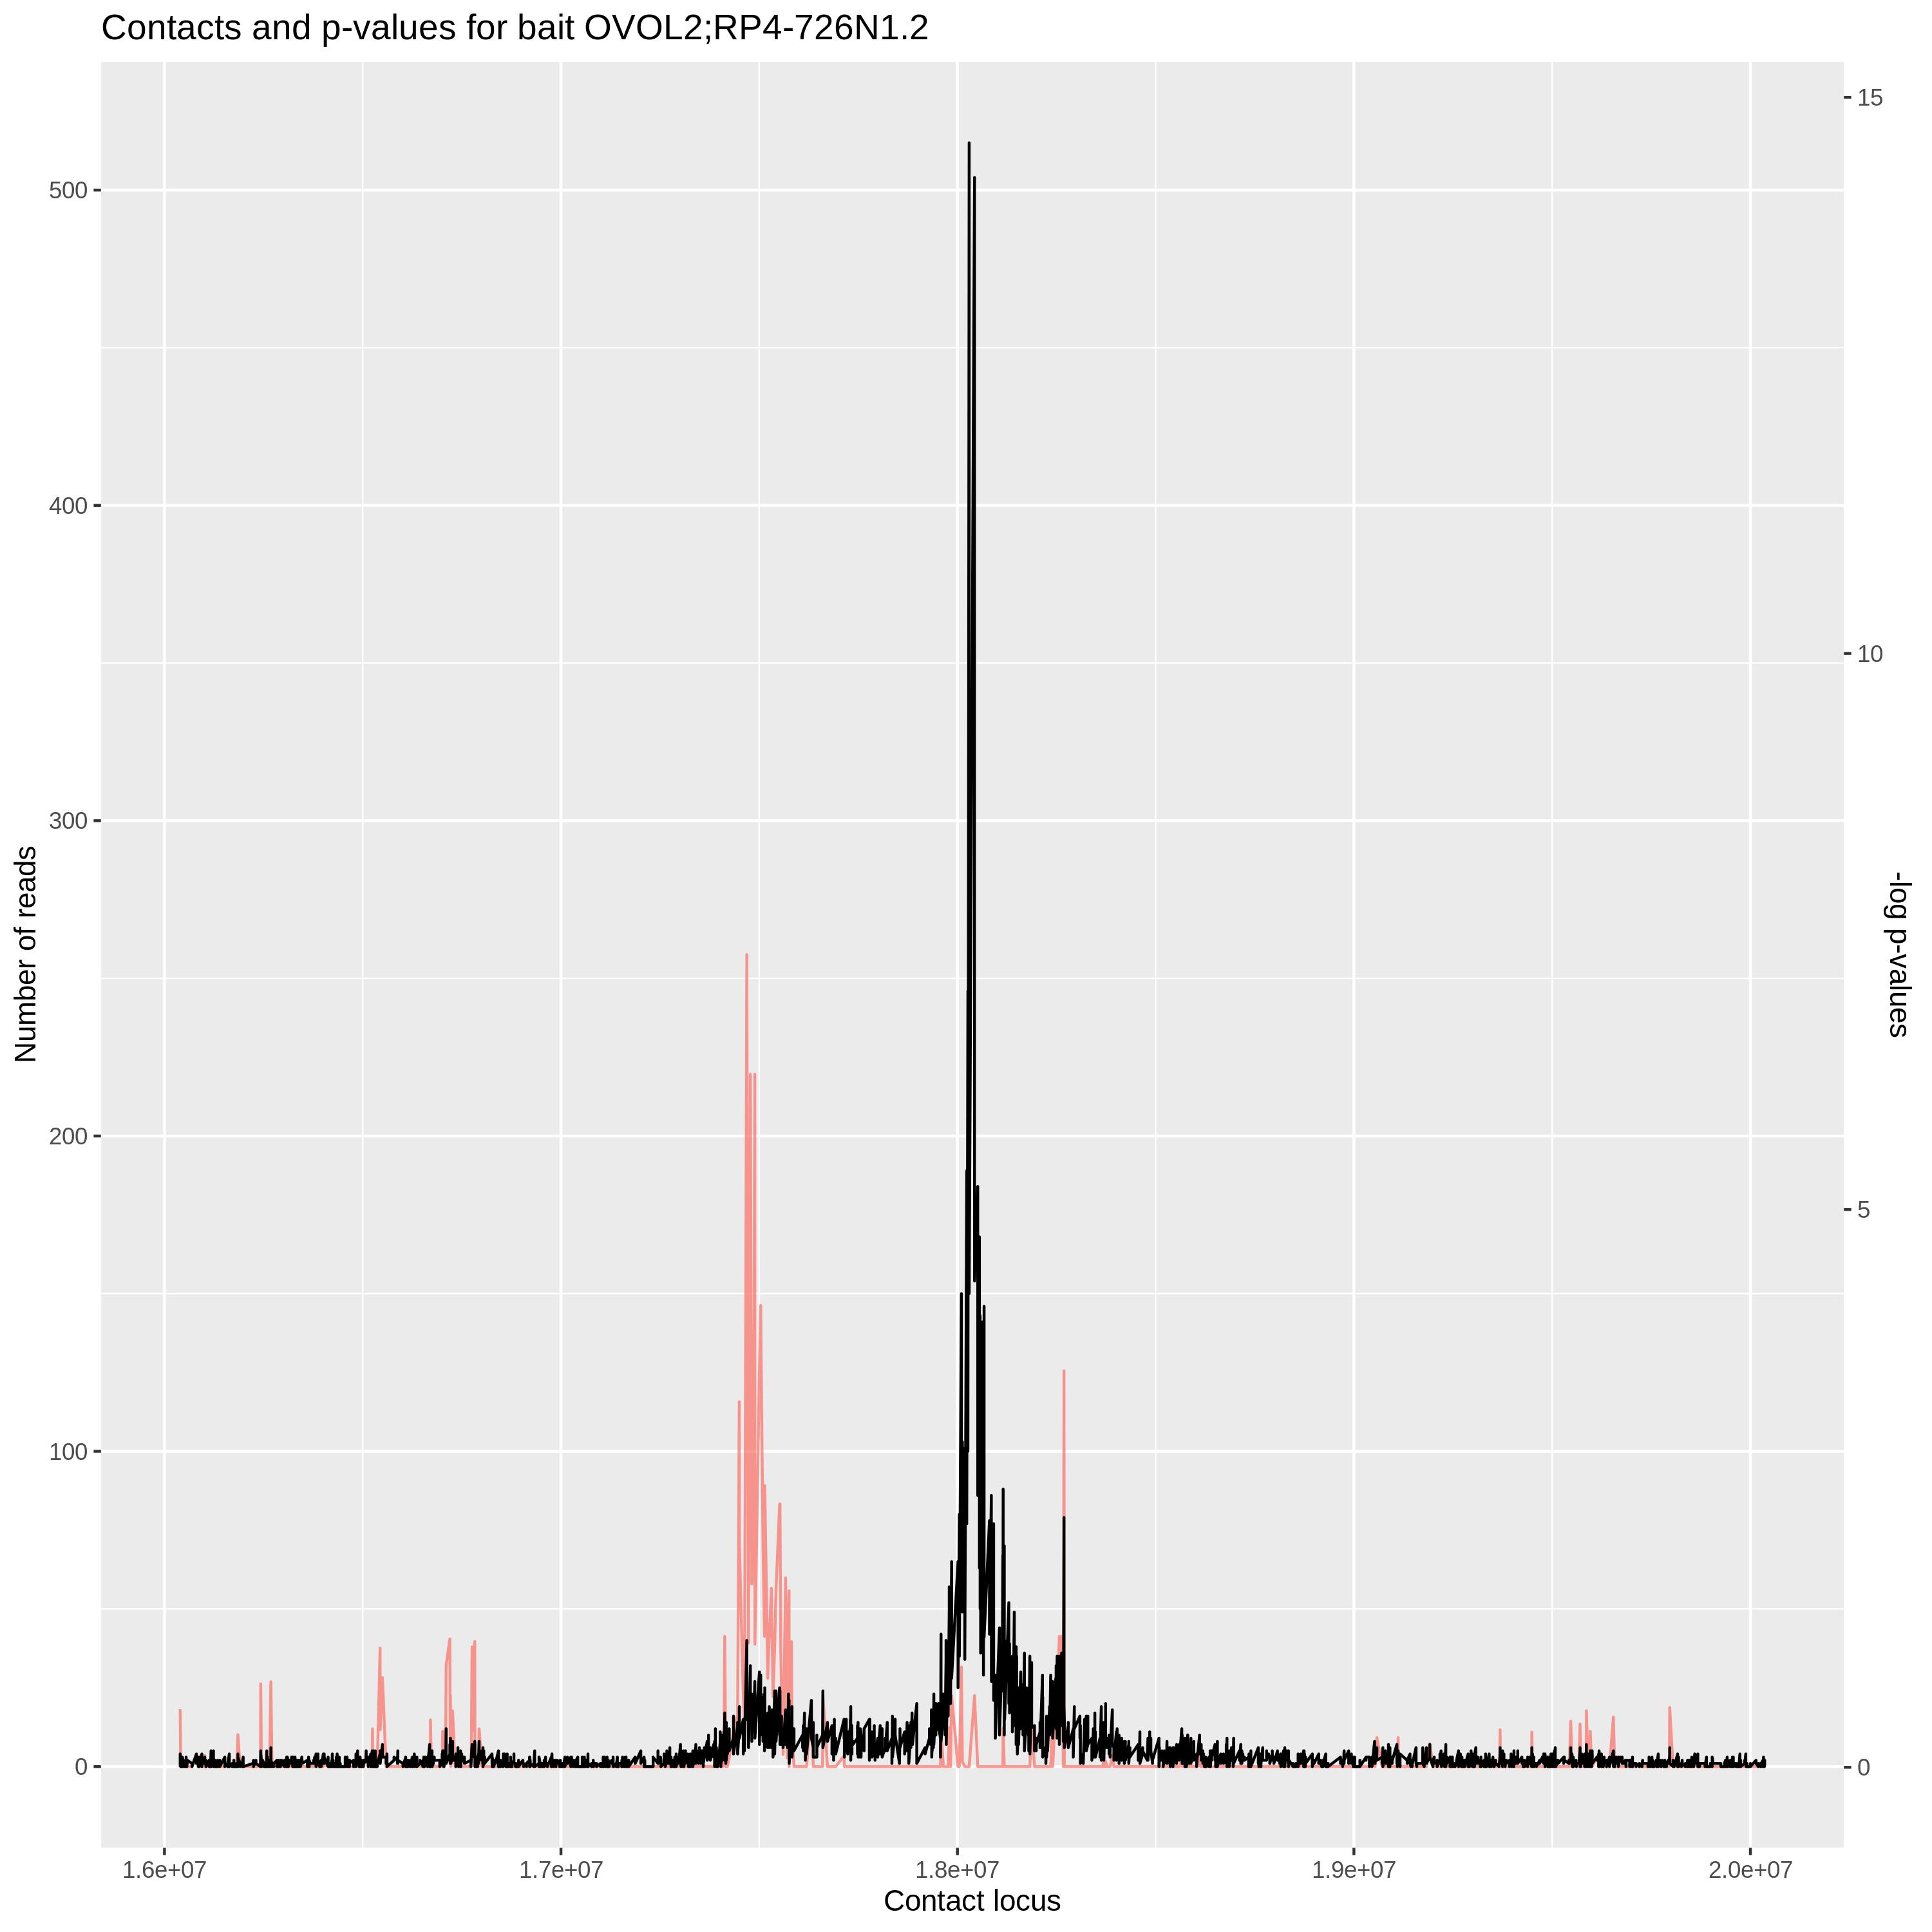 Contacts and p-values for bait OVOL2;RP4-726N1.2
15
500
400
10
300
Number of reads
-log p-values
200
5
100
0
0
1.6e+07 1.7e+07 1.8e+07 1.9e+07 2.0e+07
Contact locus